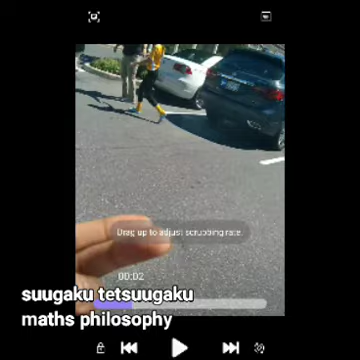 Drag up to adjust scrubbing rate.
00:02
suugaku tetsuugaku
maths philosophy